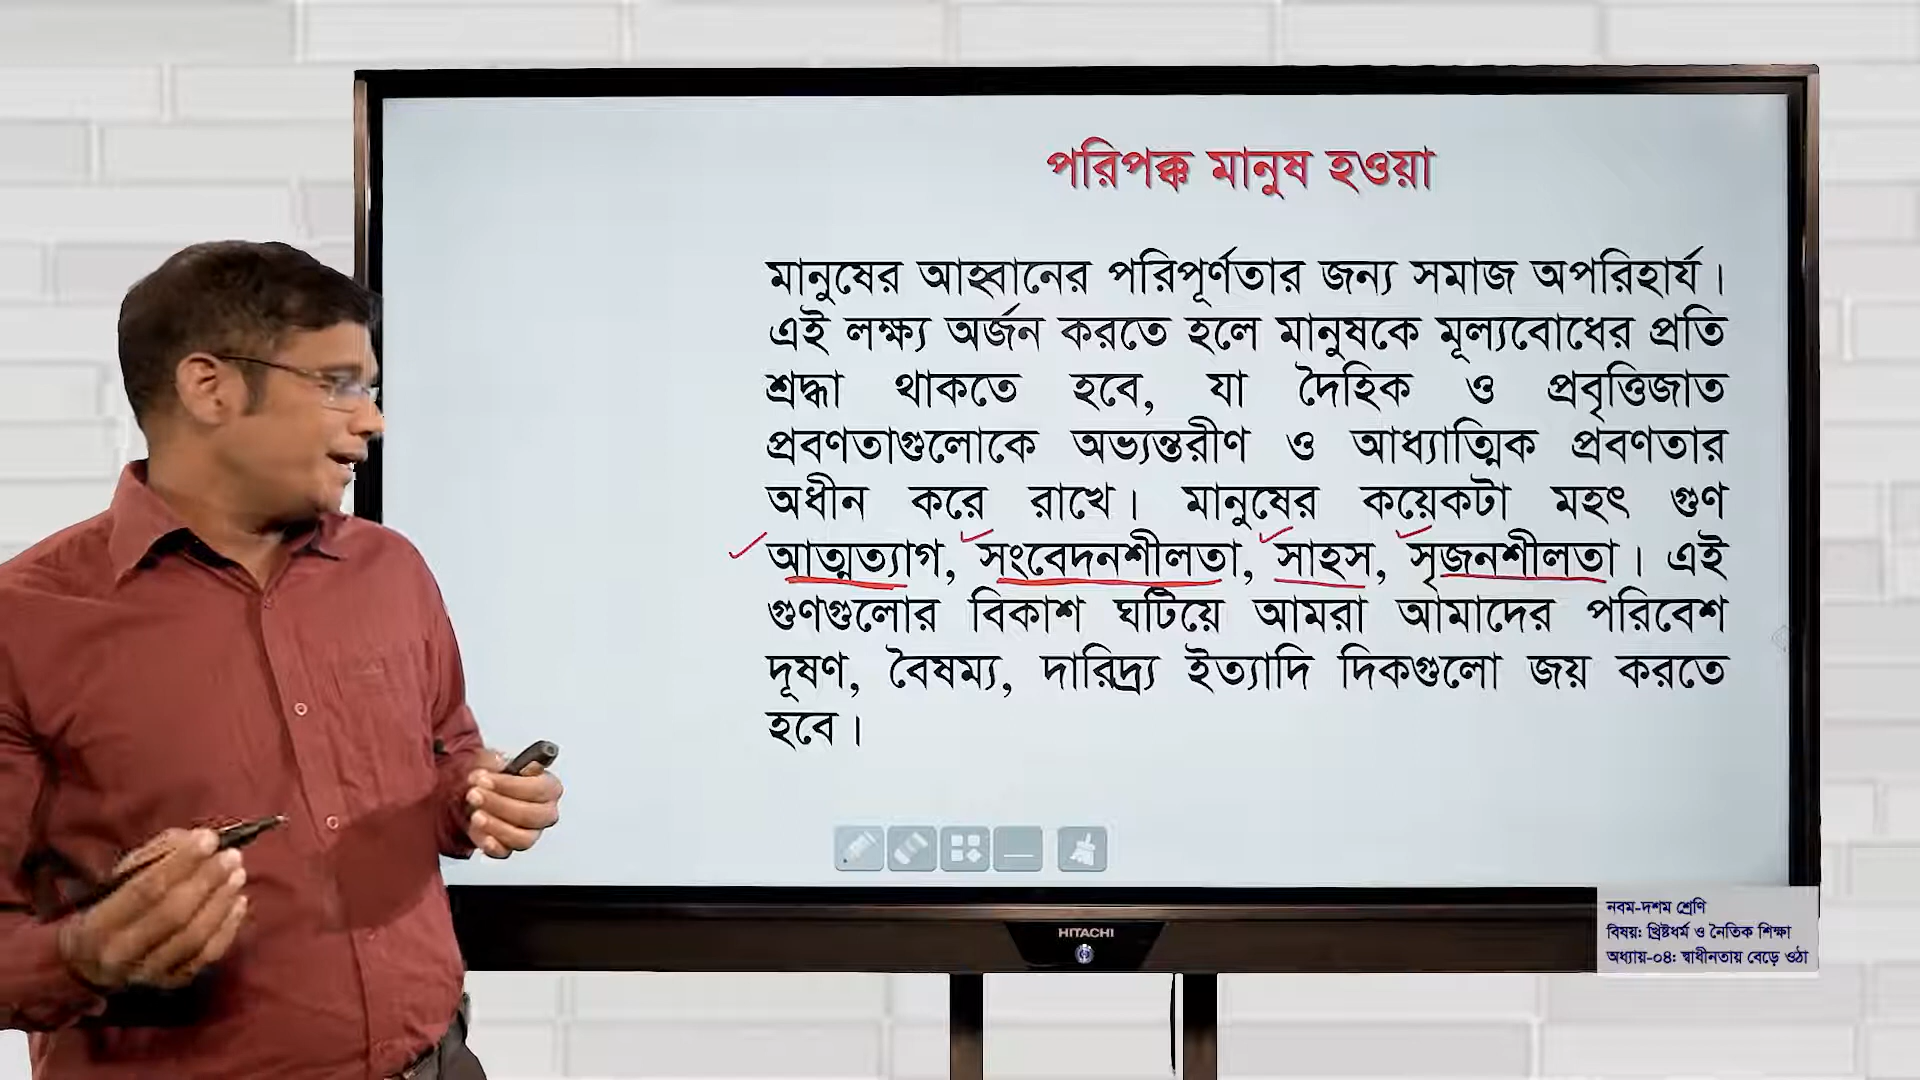 পরিপক্ক মানুষ হওয়া
মানুষের আহ্বানের পরিপূর্ণতার জন্য সমাজ অপরিহার্য।
এই লক্ষ্য অর্জন করতে হলে মানুষকে মূল্যবোধের প্রতি
শ্রদ্ধা থাকতে হবে, যা দৈহিক ও প্রবৃত্তিজাত
প্রবণতাগুলোকে অভ্যন্তরীণ ও আধ্যাত্মিক প্রবণতার
অধীন করে রাখে। মানুষের কয়েকটা মহৎ গুণ
আত্মত্যাগ, সংবেদনশীলতা, সাহস, সৃজনশীলতা। এই
গুণগুলোর বিকাশ ঘটিয়ে আমরা আমাদের পরিবেশ
দূষণ, বৈষম্য, দারিদ্র্য ইত্যাদি দিকগুলো জয় করতে
হবে।
HITACHI
নবম-দশম শ্রেণি
বিষয়: খ্রিষ্টধর্ম ও নৈতিক শিক্ষা
অধ্যায়-০৪: স্বাধীনতায় বেড়ে ওঠা